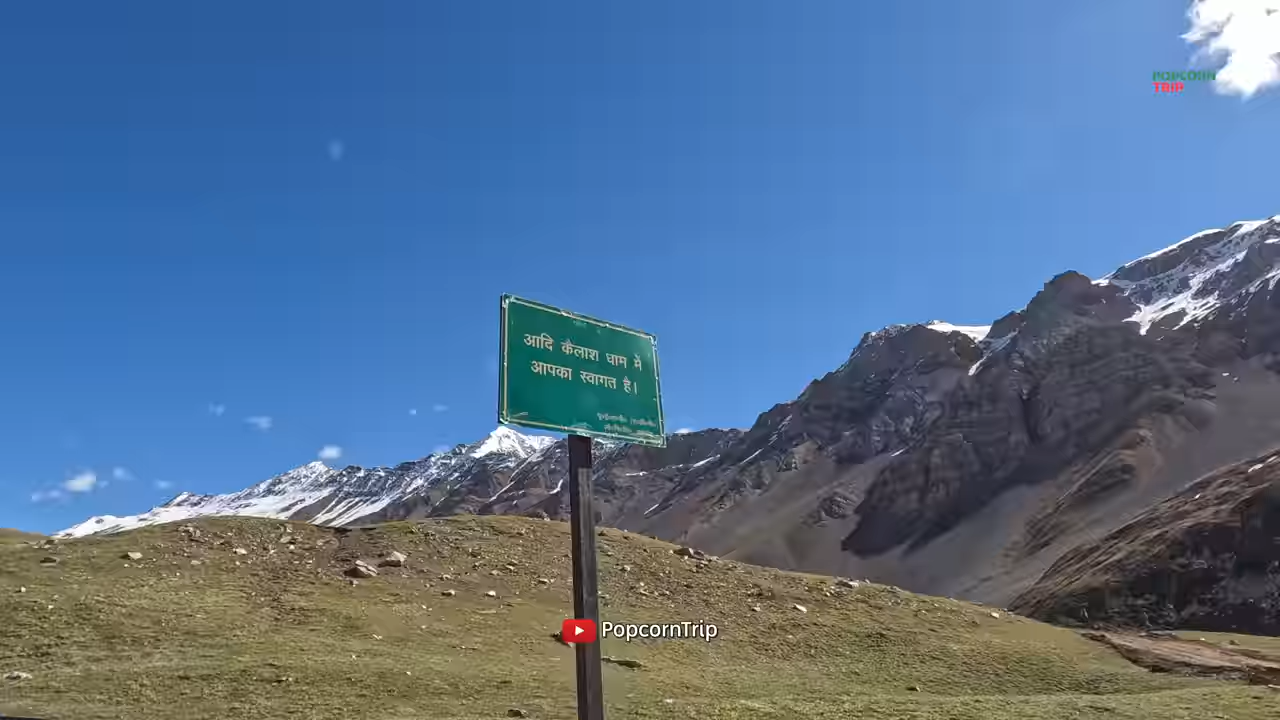 POPCORN
TRIP
आदि कैलाश धाम में
आपका स्वागत है।
PopcornTrip